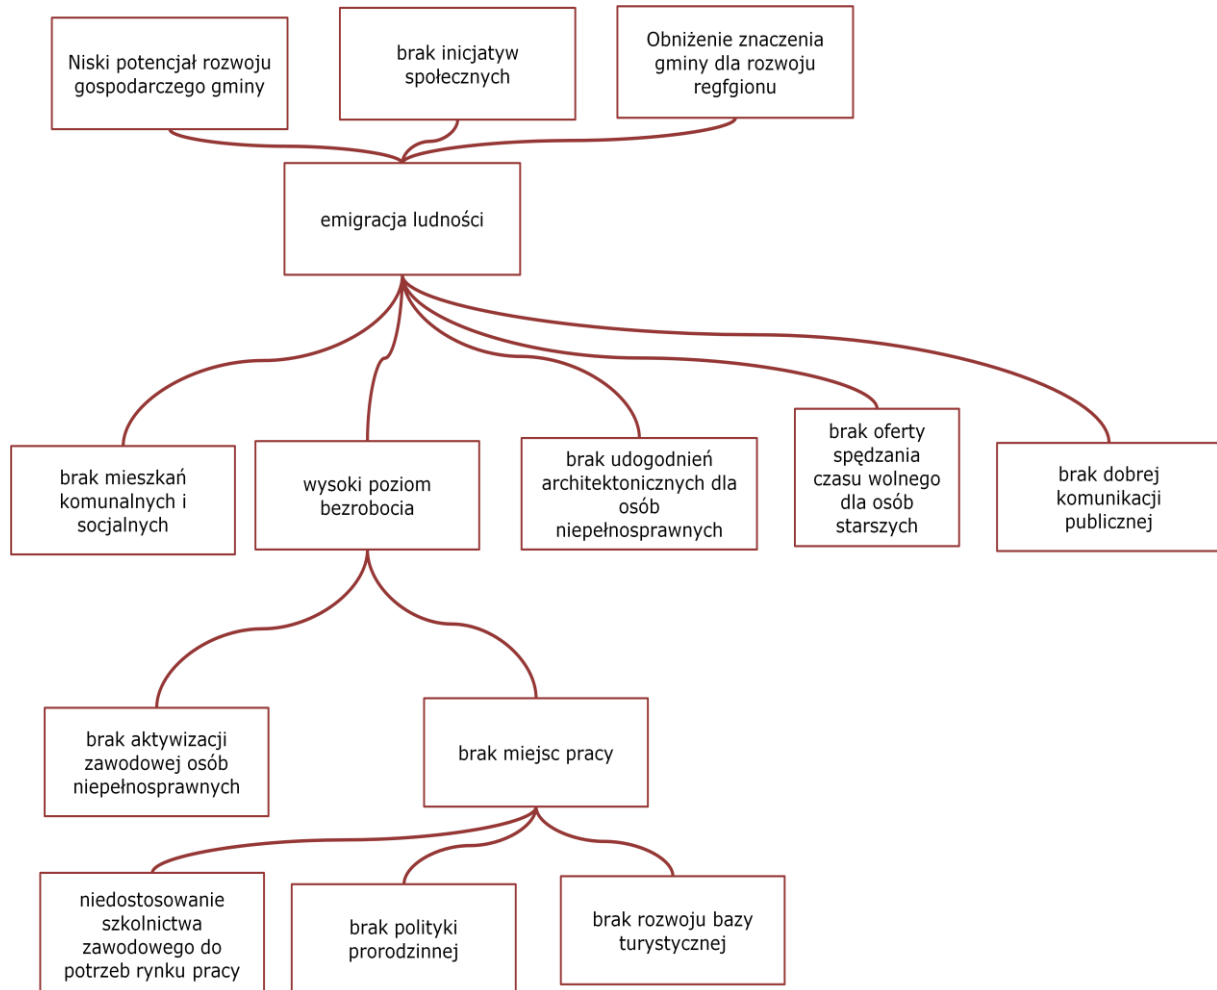 Niski potencjał rozwoju
gospodarczego gminy
brak inicjatyw
społecznych
Obniżenie znaczenia
gminy dla rozwoju
regfgionu
emigracja ludności
brak mieszkań
komunalnych i
socjalnych
wysoki poziom
bezrobocia
brak udogodnień
architektonicznych dla
osób
niepełnosprawnych
brak oferty
spędzania
czasu wolnego
dla osób
starszych
brak dobrej
komunikacji
publicznej
brak aktywizacji
zawodowej osób
niepełnosprawnych
brak miejsc pracy
niedostosowanie
szkolnictwa
zawodowego do
potrzeb rynku pracy
brak polityki
prorodzinnej
brak rozwoju bazy
turystycznej